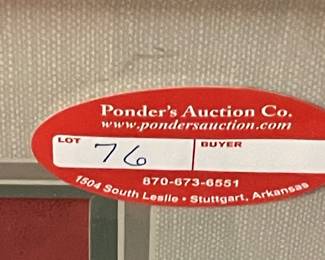 Ponder's Auction Co.
www.pondersauction.com
LOT 76 BUYER
870-673-6551
1504 South Leslie • Stuttgart, Arkansas